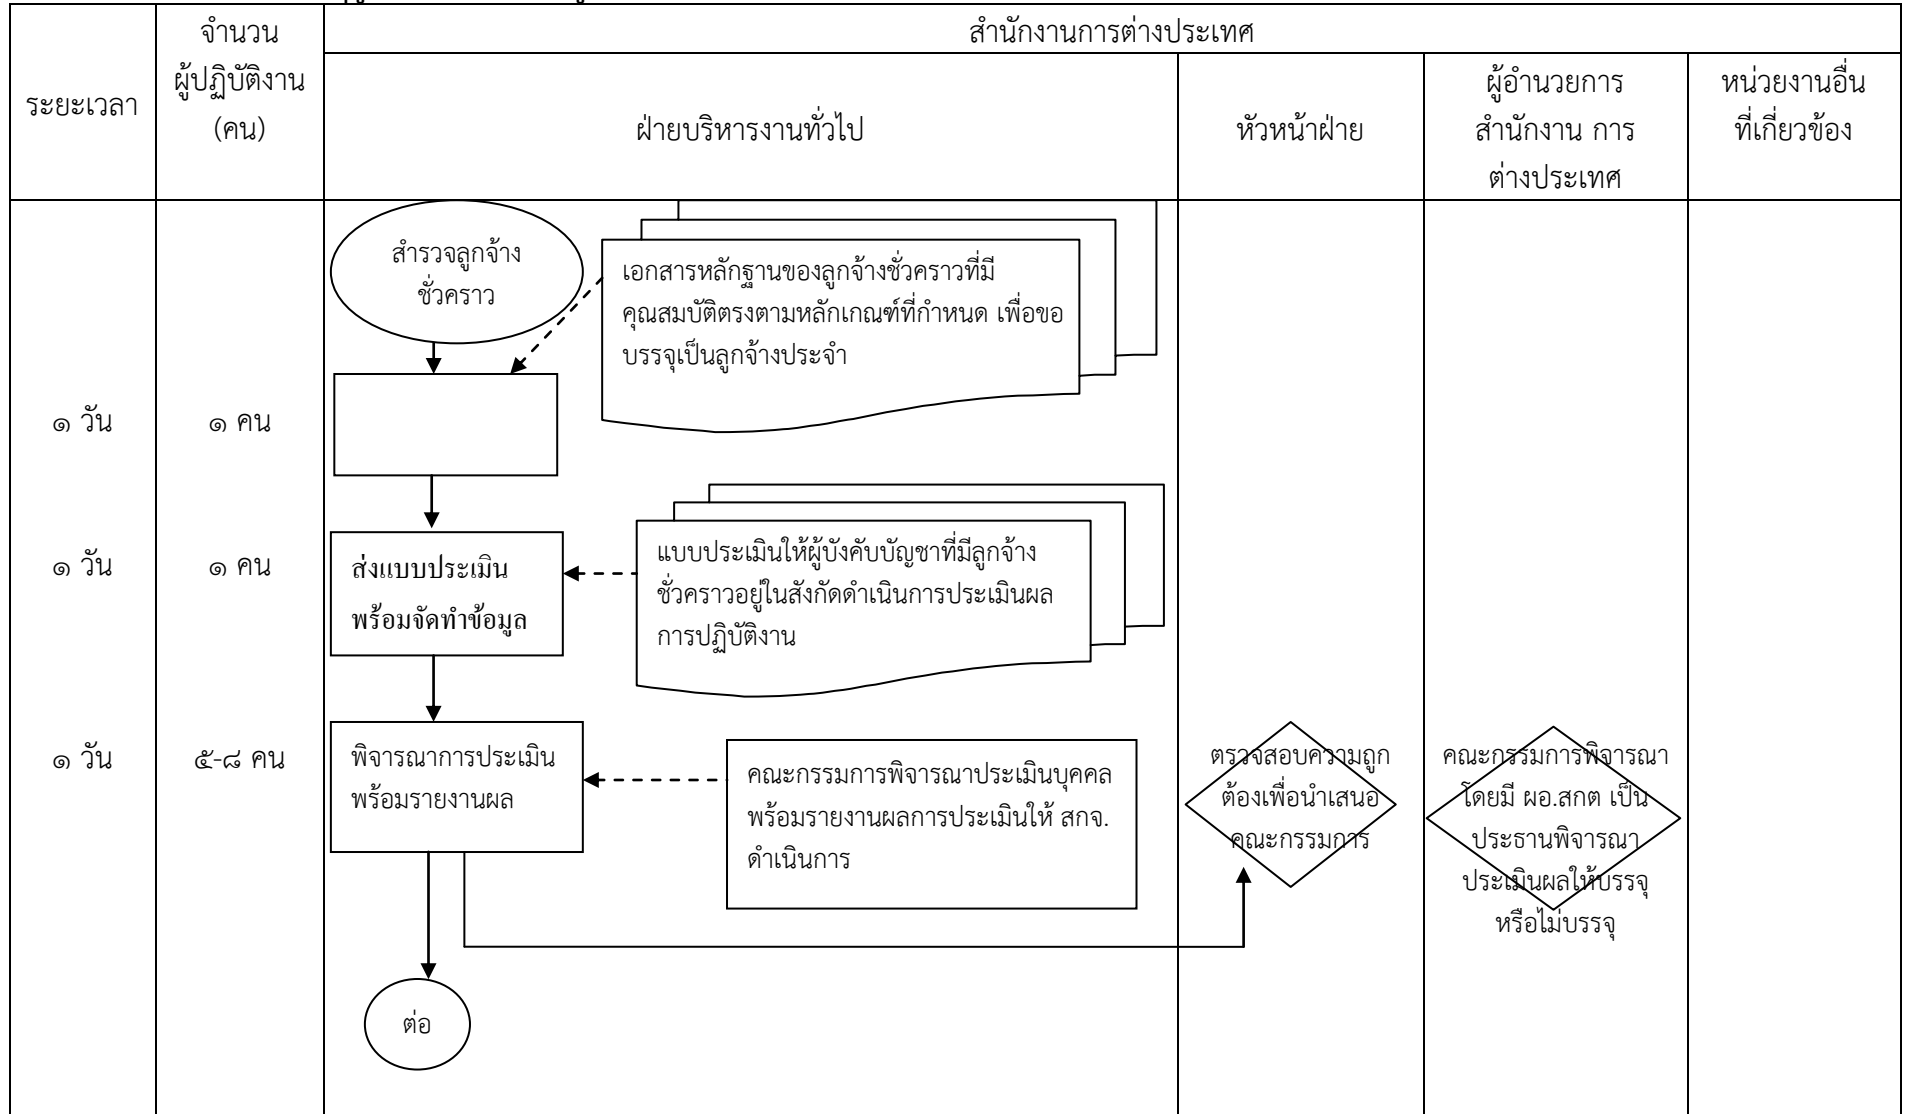 สำนักงานการต่างประเทศ
ระยะเวลา
จำนวน
ผู้ปฏิบัติงาน
(คน)
ฝ่ายบริหารงานทั่วไป
หัวหน้าฝ่าย
ผู้อำนวยการ
สำนักงาน การ
ต่างประเทศ
หน่วยงานอื่น
ที่เกี่ยวข้อง
สำรวจลูกจ้าง
ชั่วคราว
เอกสารหลักฐานของลูกจ้างชั่วคราวที่มี
คุณสมบัติตรงตามหลักเกณฑ์ที่กำหนด เพื่อขอ
บรรจุเป็นลูกจ้างประจำ
๑ วัน
๑ คน
๑ วัน
๑ คน
ส่งแบบประเมิน
พร้อมจัดทำข้อมูล
แบบประเมินให้ผู้บังคับบัญชาที่มีลูกจ้าง
ชั่วคราวอยู่ในสังกัดดำเนินการประเมินผล
การปฏิบัติงาน
๑ วัน
๕-๘ คน
พิจารณาการประเมิน
พร้อมรายงานผล
คณะกรรมการพิจารณาประเมินบุคคล
พร้อมรายงานผลการประเมินให้ สกจ.
ดำเนินการ
ตรวจสอบความถูก
ต้องเพื่อนำเสนอ
คณะกรรมการ
คณะกรรมการพิจารณา
โดยมี ผอ.สกต เป็น
ประธานพิจารณา
ประเมินผลให้บรรจุ
หรือไม่บรรจุ
ต่อ